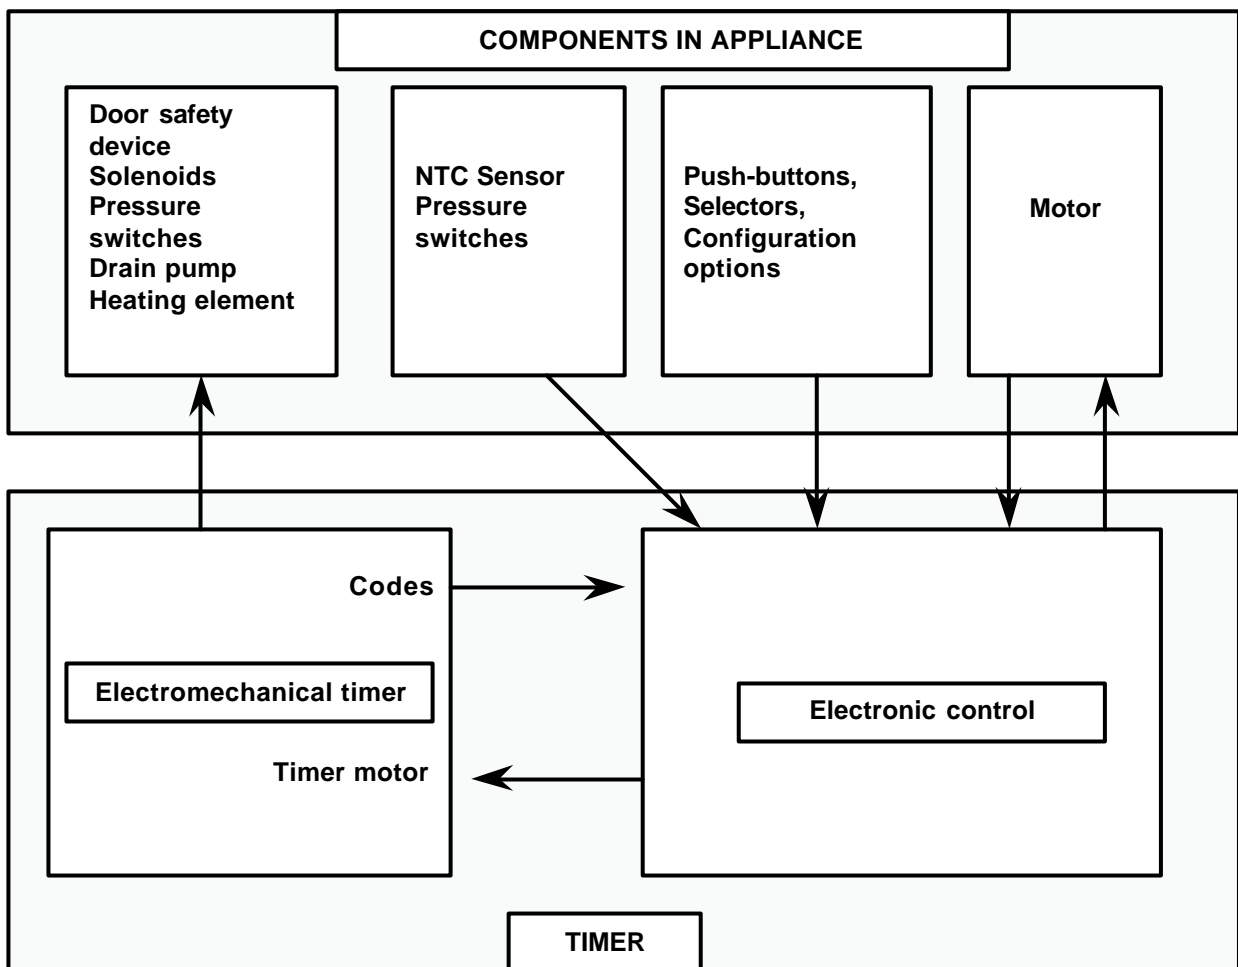 COMPONENTS IN APPLIANCE
Door safety
device
Solenoids
Pressure
switches
Drain pump
Heating element
NTC Sensor
Pressure
switches
Push-buttons,
Selectors,
Configuration
options
Motor
Codes
Electromechanical timer
Timer motor
Electronic control
TIMER